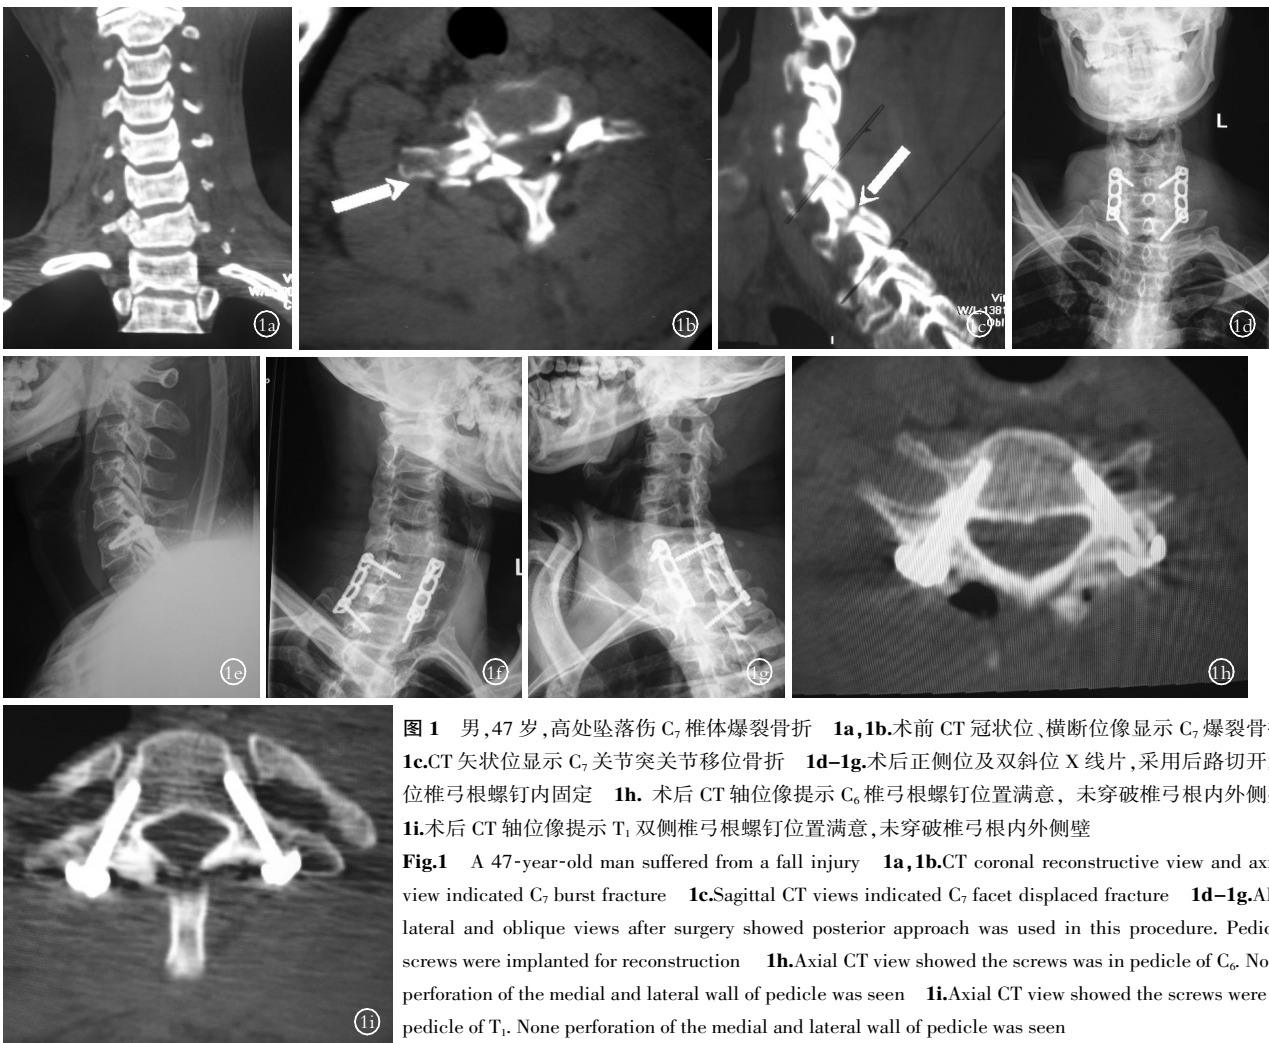 1a
1b
Vit
W/L:1381
Obl
1c
L
1d
1e
L
1f
1g
1h
1i
图 1 男,47 岁,高处坠落伤 C₇ 椎体爆裂骨折 1a,1b.术前 CT 冠状位、横断位像显示 C₇ 爆裂骨
1c.CT 矢状位显示 C₇ 关节突关节移位骨折 1d-1g.术后正侧位及双斜位 X 线片,采用后路切开
位椎弓根螺钉内固定 1h. 术后 CT 轴位像提示 C₆ 椎弓根螺钉位置满意, 未穿破椎弓根内外侧
1i.术后 CT 轴位像提示 T₁ 双侧椎弓根螺钉位置满意,未穿破椎弓根内外侧壁
Fig.1 A 47-year-old man suffered from a fall injury 1a,1b.CT coronal reconstructive view and ax
view indicated C₇ burst fracture 1c.Sagittal CT views indicated C₇ facet displaced fracture 1d-1g.A
lateral and oblique views after surgery showed posterior approach was used in this procedure. Pedic
screws were implanted for reconstruction 1h.Axial CT view showed the screws was in pedicle of C₆. No
perforation of the medial and lateral wall of pedicle was seen 1i.Axial CT view showed the screws were
pedicle of T₁. None perforation of the medial and lateral wall of pedicle was seen